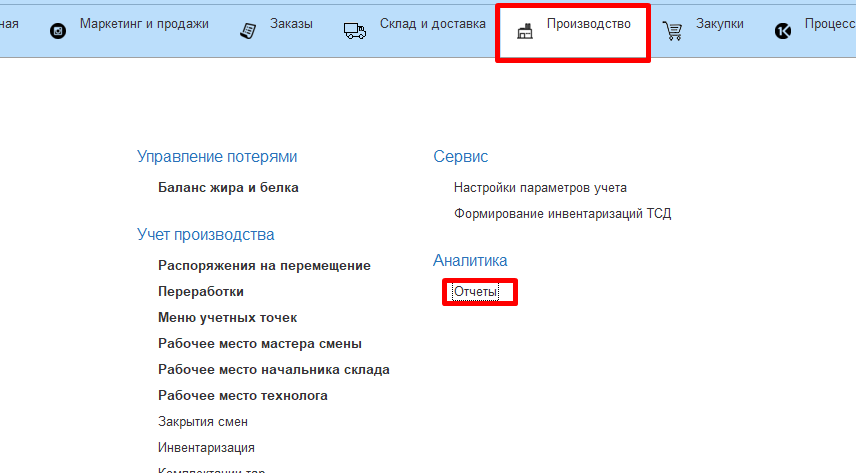 ная
Маркетинг и продажи
Заказы
Склад и доставка
Производство
Закупки
Процесс
Управление потерями
Баланс жира и белка
Учет производства
Распоряжения на перемещение
Переработки
Меню учетных точек
Рабочее место мастера смены
Рабочее место начальника склада
Рабочее место технолога
Закрытия смен
Инвентаризация
Комплектации тар
Сервис
Настройки параметров учета
Формирование инвентаризаций ТСД
Аналитика
Отчеты